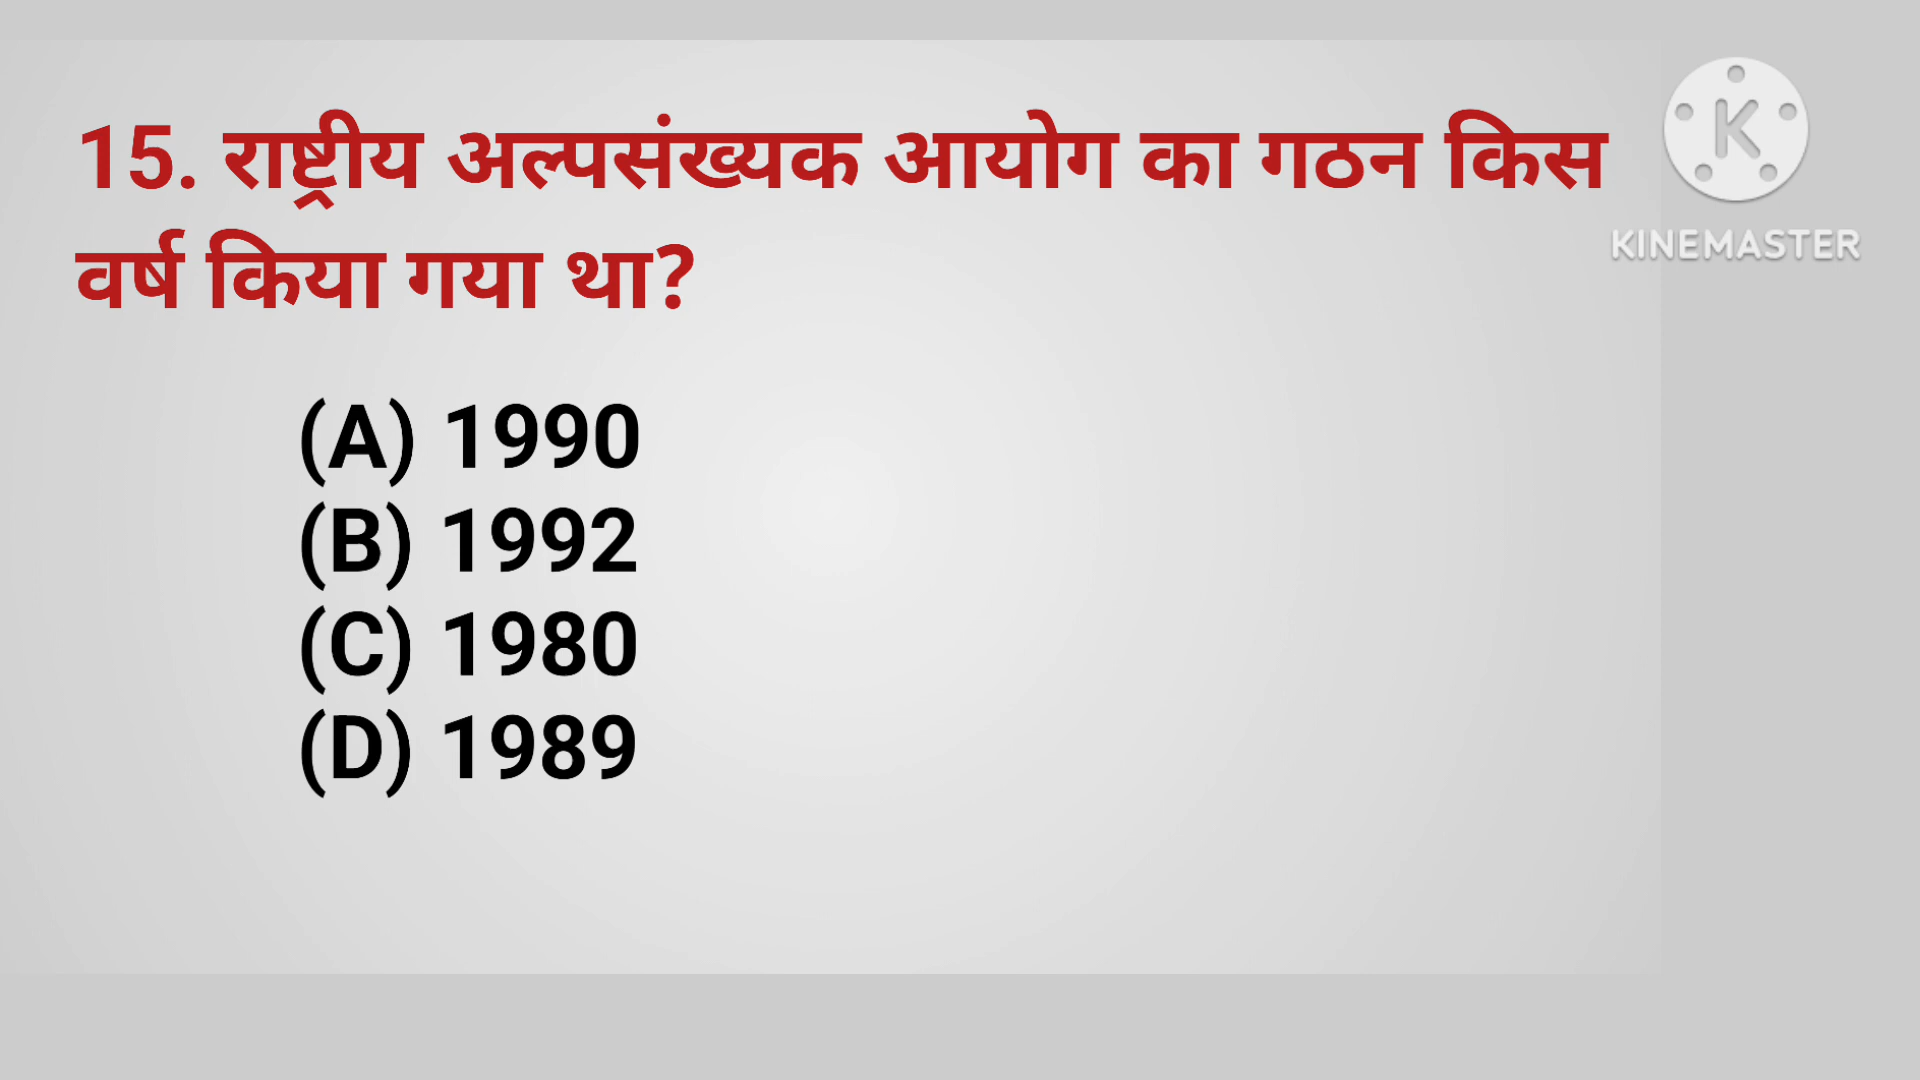 15. राष्ट्रीय अल्पसंख्यक आयोग का गठन किस
वर्ष किया गया था?
(A) 1990
(B) 1992
(C) 1980
(D) 1989
K
KINEMASTER